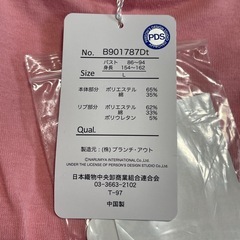 PDS
No. B901787Dt
バスト 86～94
身長 154～162
Size L
本体部分 ポリエステル 65%
綿 35%
リブ部分 ポリエステル 62%
綿 33%
ポリウレタン 5%
Qual.
製造元：(株)ブランチ・アウト
©NARUMIYA INTERNATIONAL Co.,Ltd.
UNDER THE LICENSE OF PERSON'S DESIGN STUDIO Co.,Ltd.
日本織物中央卸商業組合連合会
03-3663-2102
T-97
中国製